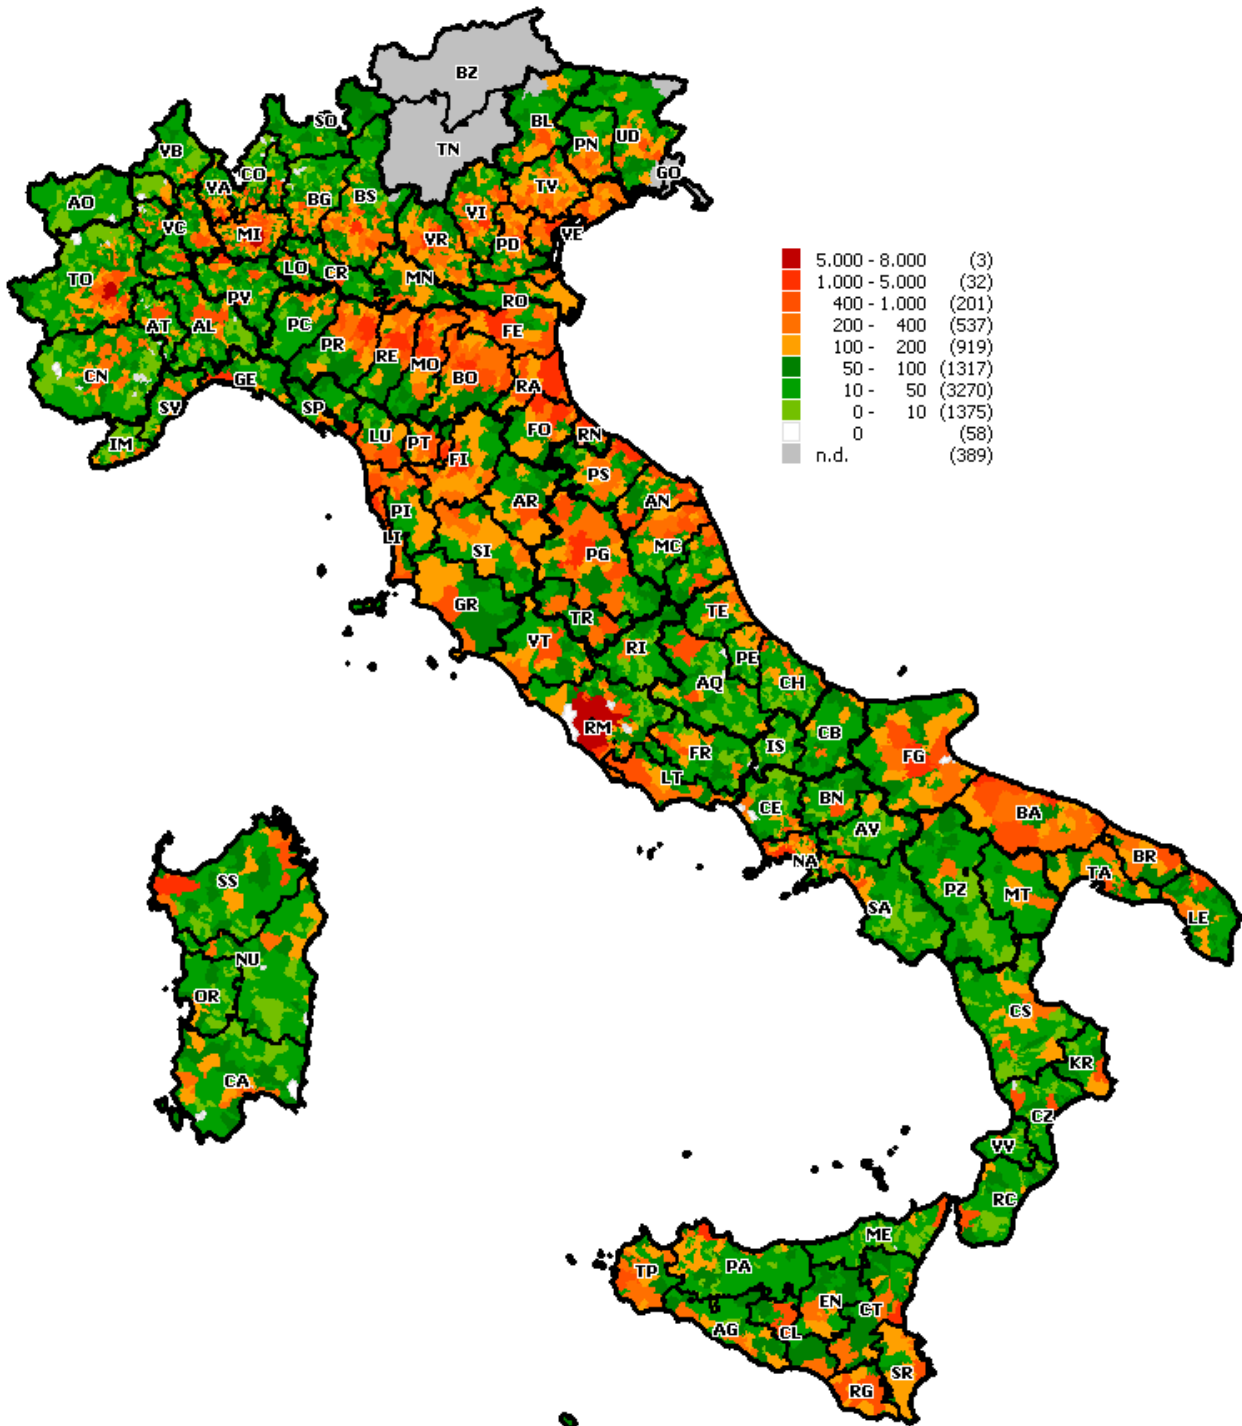 BZ
SO
BL
TN
PN
UD
VB
CO
GO
AO
VA
BG
BS
TV
VC
MI
VI
VR
PD
VE
TO
LO
CR
MN
PV
RO
AT
AL
PC
PR
FE
RE
MO
BO
CN
GE
RA
SV
SP
LU
PT
FO
RN
IM
FI
PS
AR
AN
PI
LI
SI
PG
MC
GR
TR
TE
VT
RI
PE
AQ
CH
RM
CB
IS
FR
FG
LT
CE
BN
BA
AV
NA
BR
SS
PZ
TA
MT
SA
LE
NU
OR
CS
KR
CA
CZ
VV
RC
ME
TP
PA
EN
CT
AG
CL
SR
RG
5.000 - 8.000 (3)
1.000 - 5.000 (32)
400 - 1.000 (201)
200 - 400 (537)
100 - 200 (919)
50 - 100 (1317)
10 - 50 (3270)
0 - 10 (1375)
0 (58)
n.d. (389)